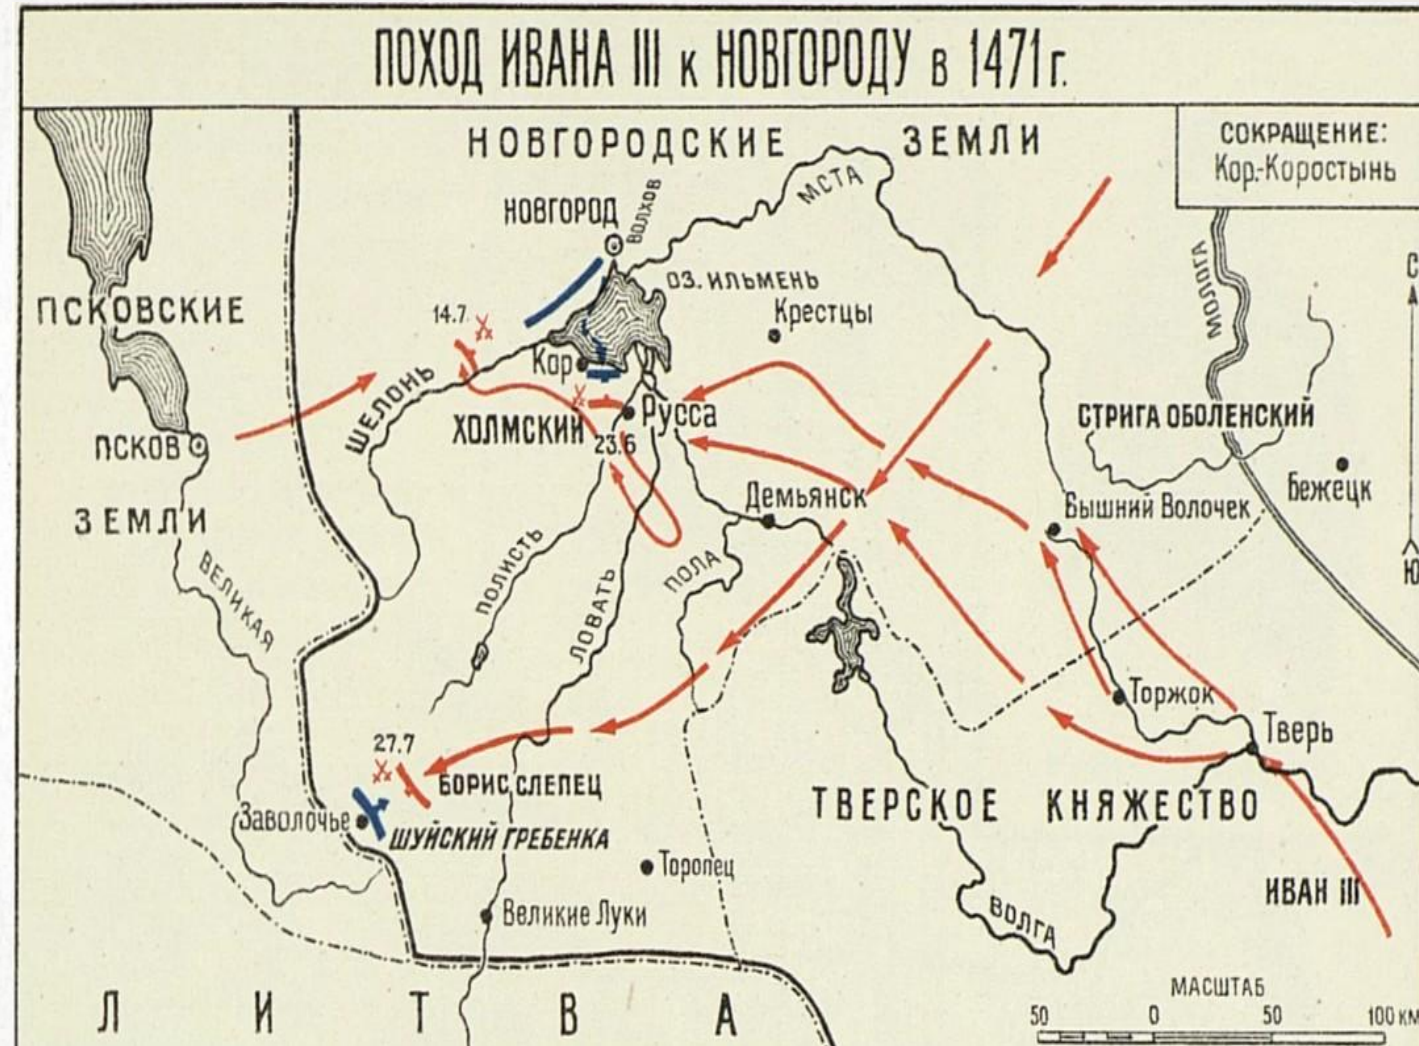 ПОХОД ИВАНА III к НОВГОРОДУ в 1471 г.
НОВГОРОДСКИЕ ЗЕМЛИ
СОКРАЩЕНИЕ:
Кор.-Коростынь
МСТА
ВОЛХОВ
НОВГОРОД
МОЛОГА
С
ОЗ. ИЛЬМЕНЬ
ПСКОВСКИЕ
14.7
Крестцы
Кор
ШЕЛОНЬ
ХОЛМСКИЙ
Русса
СТРИГА ОБОЛЕНСКИЙ
ПСКОВ
23.6
Бежецк
Демьянск
Вышний Волочек
ЗЕМЛИ
Ю
ВЕЛИКАЯ
ПОЛИСТЬ
ПОЛА
ЛОВАТЬ
Торжок
Тверь
27.7
БОРИС СЛЕПЕЦ
ТВЕРСКОЕ КНЯЖЕСТВО
Заволочье
ШУЙСКИЙ ГРЕБЕНКА
Торопец
ИВАН III
Великие Луки
ВОЛГА
МАСШТАБ
ЛИТВА
50 0 50 100 КМ